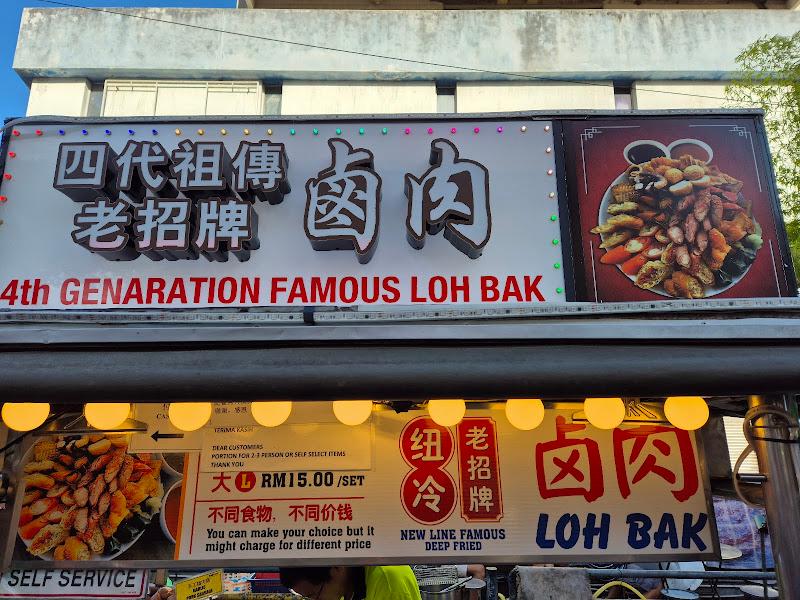 四代祖傳
老招牌
卤肉
4th GENARATION FAMOUS LOH BAK
TERIMA KASIH
DEAR CUSTOMERS
PORTION FOR 2-3 PERSON OR SELF SELECT ITEMS
THANK YOU
大 L RM15.00 /SET
不同食物，不同价钱
You can make your choice but it
might charge for different price
纽冷
老招牌
NEW LINE FAMOUS
DEEP FRIED
卤肉
LOH BAK
SELF SERVICE